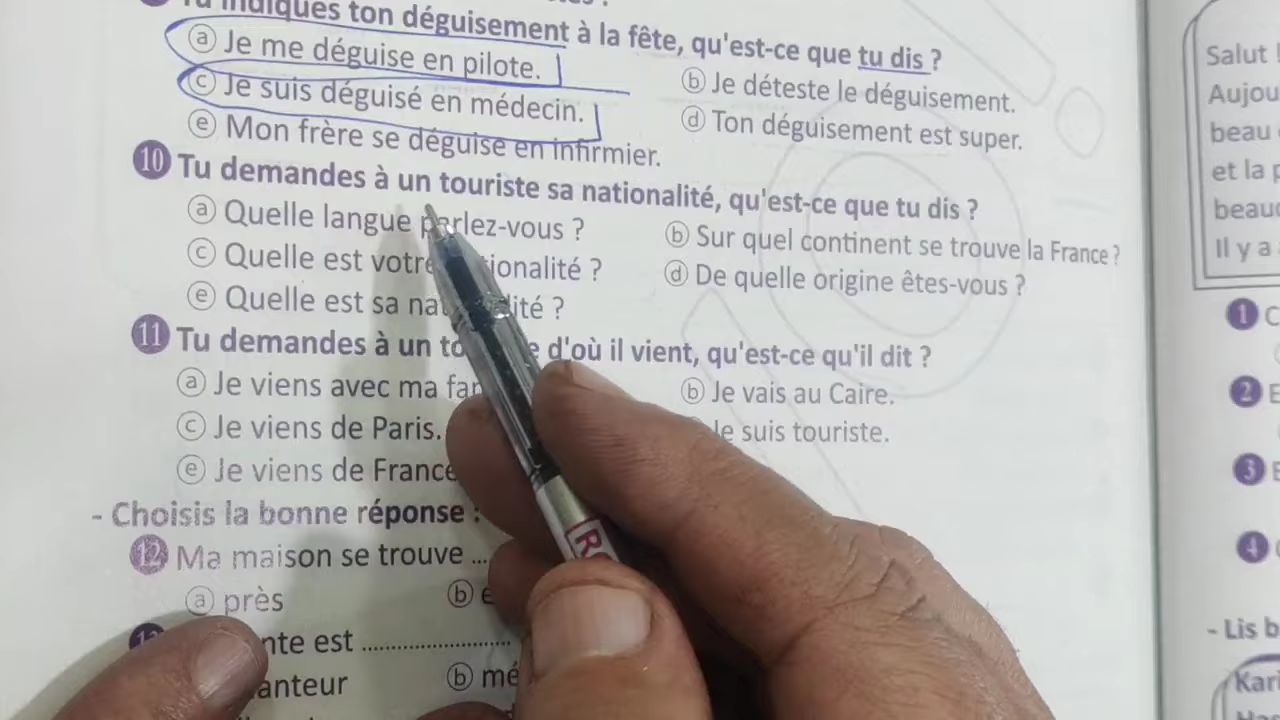 indiques ton déguisement à la fête, qu'est-ce que tu dis ?
ⓐ Je me déguise en pilote.
ⓑ Je déteste le déguisement.
ⓒ Je suis déguisé en médecin.
ⓓ Ton déguisement est super.
ⓔ Mon frère se déguise en infirmier.
10 Tu demandes à un touriste sa nationalité, qu'est-ce que tu dis ?
ⓐ Quelle langue parlez-vous ?
ⓑ Sur quel continent se trouve la France ?
ⓒ Quelle est votre ?
ⓓ De quelle origine êtes-vous ?
ⓔ Quelle est sa ?
11 Tu demandes à un d'où il vient, qu'est-ce qu'il dit ?
ⓐ Je viens avec ma
ⓑ Je vais au Caire.
ⓒ Je viens de Paris.
Je suis touriste.
ⓔ Je viens de France
- Choisis la bonne réponse :
12 Ma maison se trouve ...
ⓐ près
ⓑ
est ..............................
ⓑ
Salut !
beau
et la
Il y a
1
2
3
4
- Lis